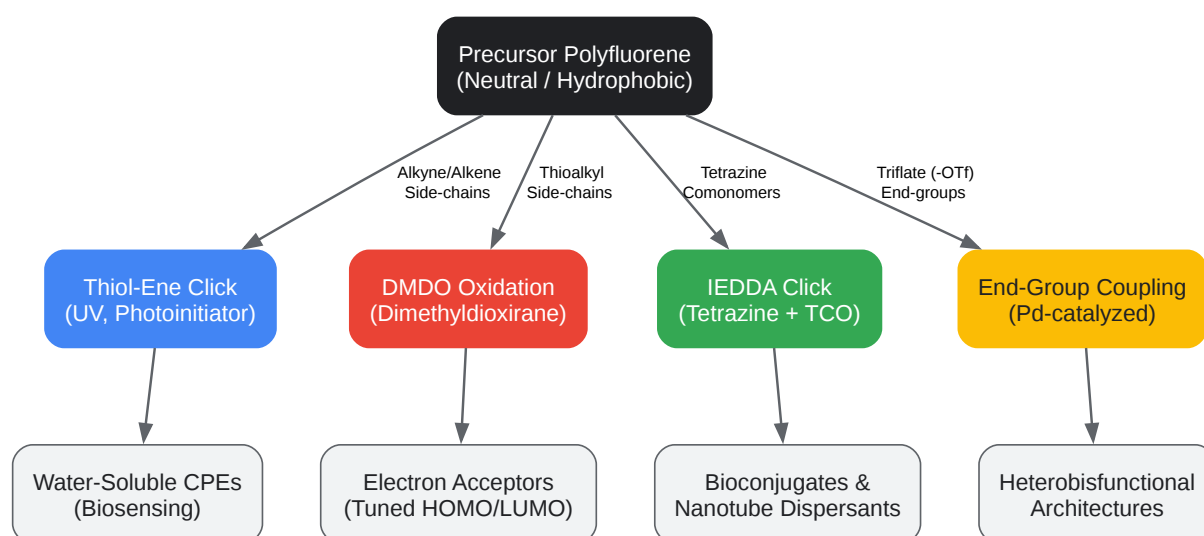 Precursor Polyfluorene
(Neutral / Hydrophobic)
Alkyne/Alkene
Side-chains
Thioalkyl
Side-chains
Tetrazine
Comonomers
Triflate (-OTf)
End-groups
Thiol-Ene Click
(UV, Photoinitiator)
DMDO Oxidation
(Dimethyldioxirane)
IEDDA Click
(Tetrazine + TCO)
End-Group Coupling
(Pd-catalyzed)
Water-Soluble CPEs
(Biosensing)
Electron Acceptors
(Tuned HOMO/LUMO)
Bioconjugates &
Nanotube Dispersants
Heterobisfunctional
Architectures